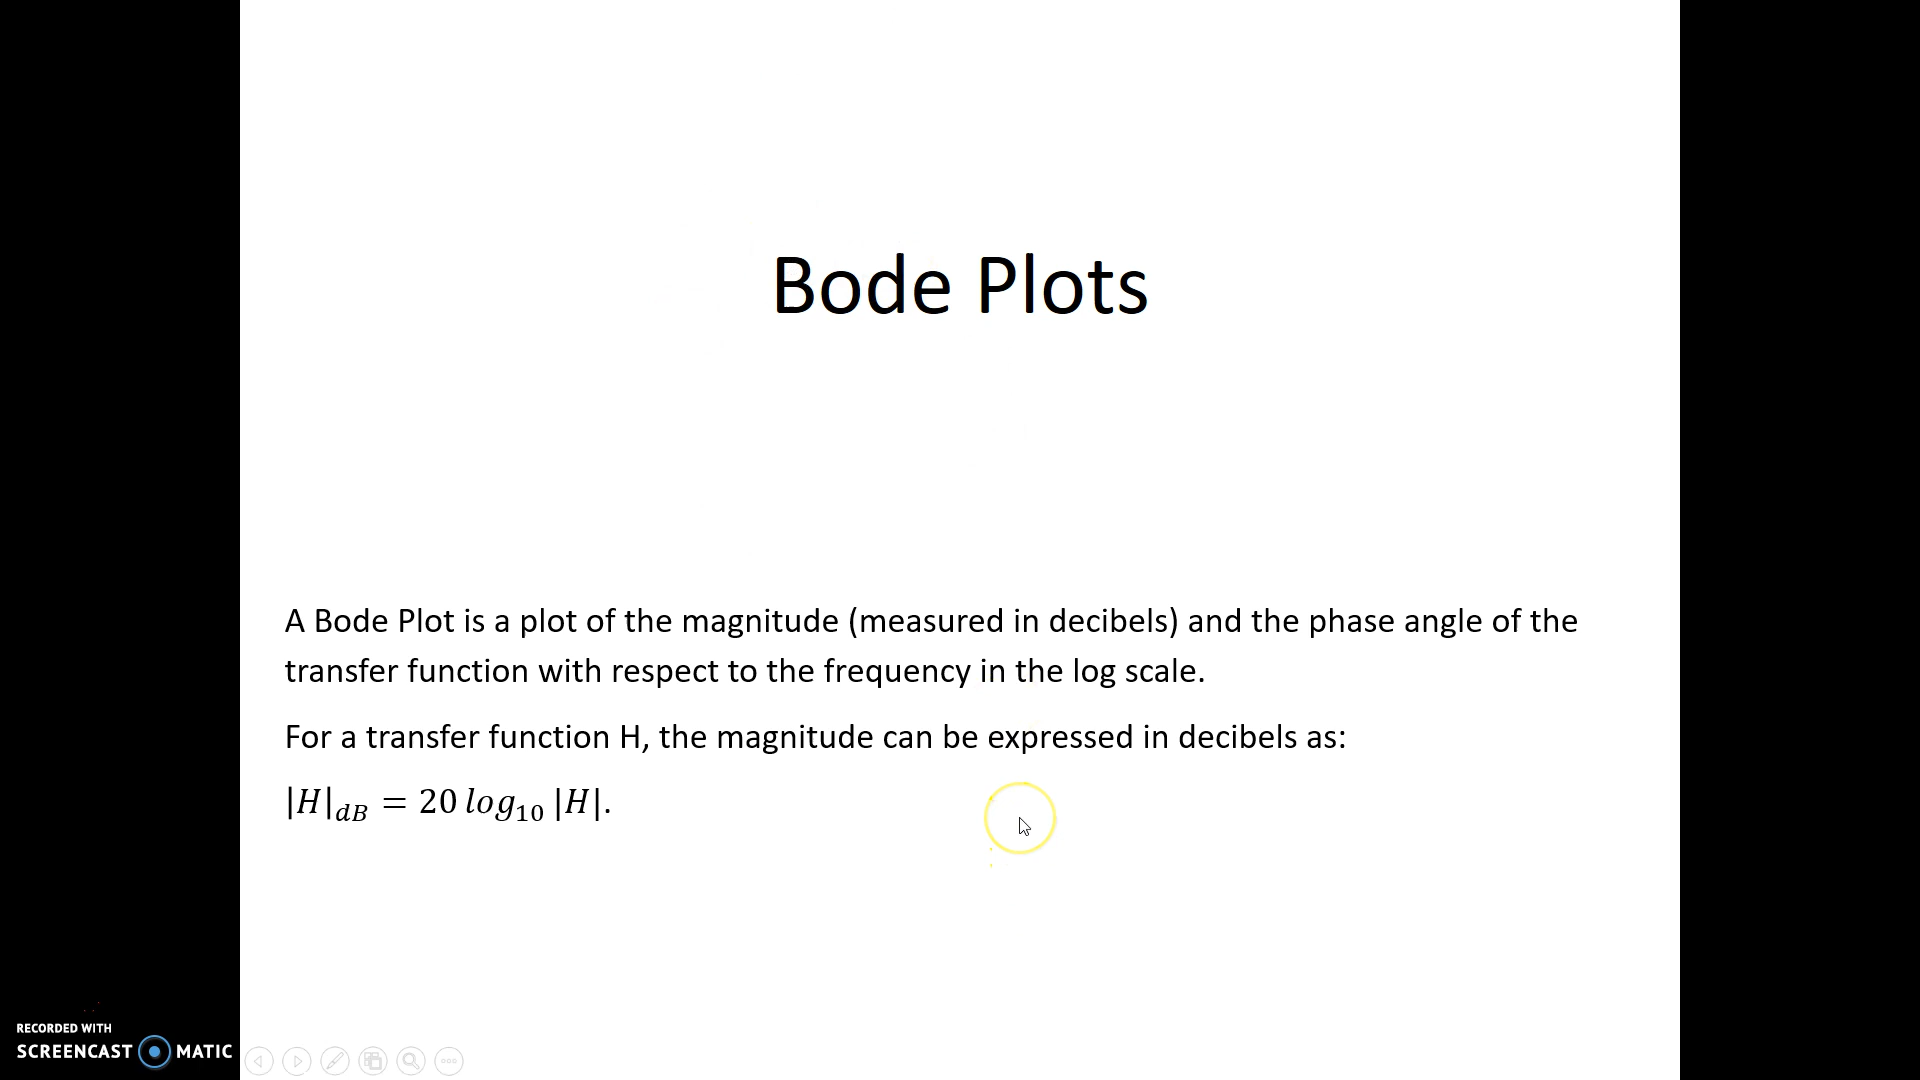 Bode Plots
A Bode Plot is a plot of the magnitude (measured in decibels) and the phase angle of the
transfer function with respect to the frequency in the log scale.
For a transfer function H, the magnitude can be expressed in decibels as:
|H|_{dB} = 20 log_{10} |H|.
RECORDED WITH
SCREENCAST MATIC